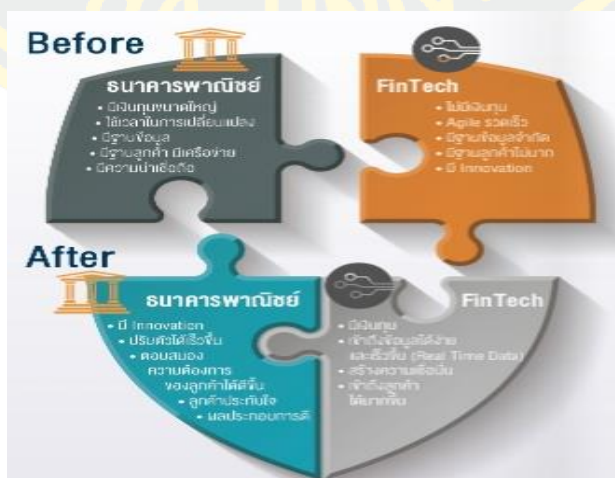 Before
ธนาคารพาณิชย์
• มีเงินทุนขนาดใหญ่
• ใช้เวลาในการเปลี่ยนแปลง
• มีฐานข้อมูล
• มีฐานลูกค้า มีเครือข่าย
• มีความน่าเชื่อถือ
FinTech
• ไม่มีเงินทุน
• Agile รวดเร็ว
• มีฐานข้อมูลจำกัด
• มีฐานลูกค้าไม่มาก
• มี Innovation
After
ธนาคารพาณิชย์
• มี Innovation
• ปรับตัวได้เร็วขึ้น
• ตอบสนอง
ความต้องการ
ของลูกค้าได้ดีขึ้น
• ลูกค้าประทับใจ
• ผลประกอบการดี
FinTech
• มีเงินทุน
• เข้าถึงข้อมูลได้ง่าย
และเร็วขึ้น (Real Time Data)
• สร้างความเชื่อมั่น
• เข้าถึงลูกค้า
ได้มากขึ้น